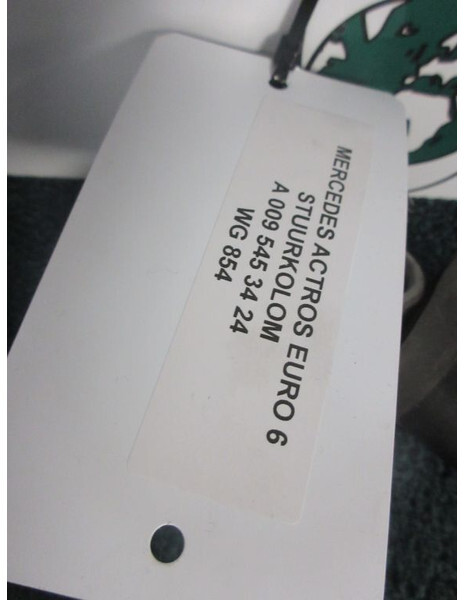 MERCEDES ACTROS EURO 6
STUURKOLOM
A 009 545 34 24
WG 854